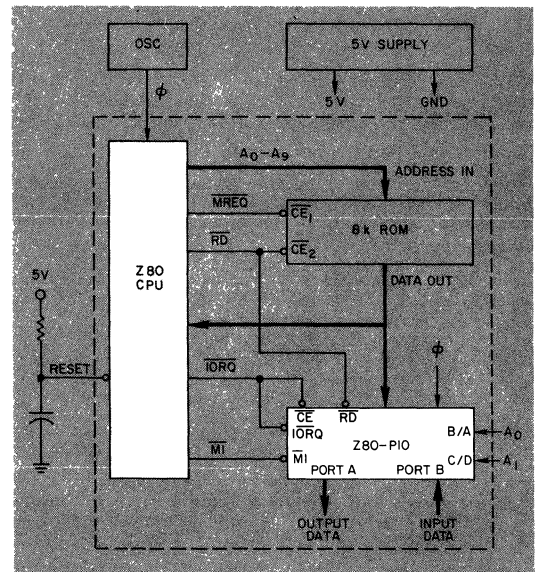 OSC
5V SUPPLY
ϕ
5V
GND
A0–A9
ADDRESS IN
MREQ
CE1
8k ROM
RD
CE2
5V
Z80
CPU
DATA OUT
RESET
IORQ
ϕ
CE
RD
B/A
A0
IORQ
Z80-PIO
M1
MI
C/D
A1
PORT A
PORT B
OUTPUT
DATA
INPUT
DATA